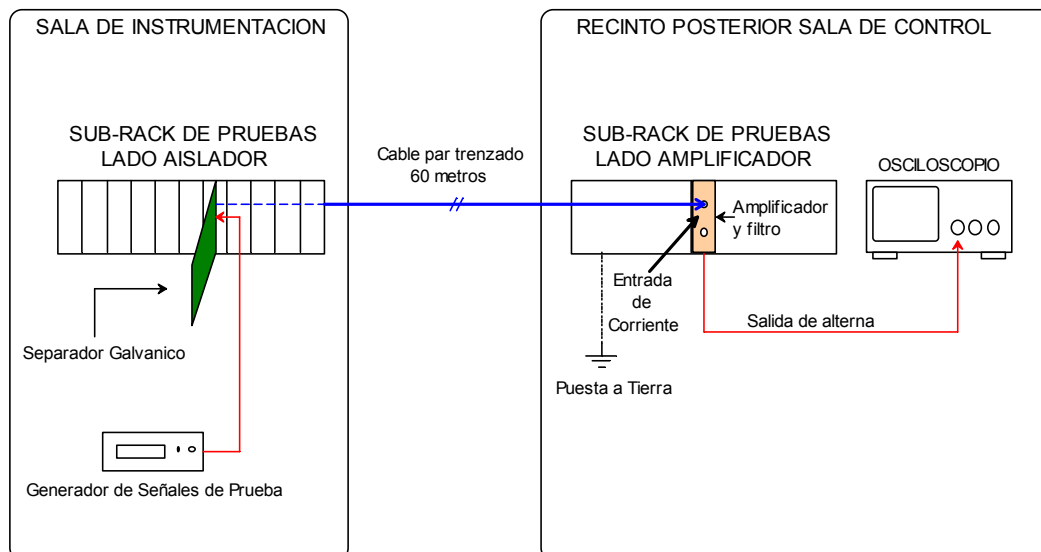 SALA DE INSTRUMENTACION
SUB-RACK DE PRUEBAS
LADO AISLADOR
Separador Galvanico
Generador de Señales de Prueba
Cable par trenzado
60 metros
RECINTO POSTERIOR SALA DE CONTROL
SUB-RACK DE PRUEBAS
LADO AMPLIFICADOR
OSCILOSCOPIO
Amplificador
y filtro
Entrada
de
Corriente
Salida de alterna
Puesta a Tierra